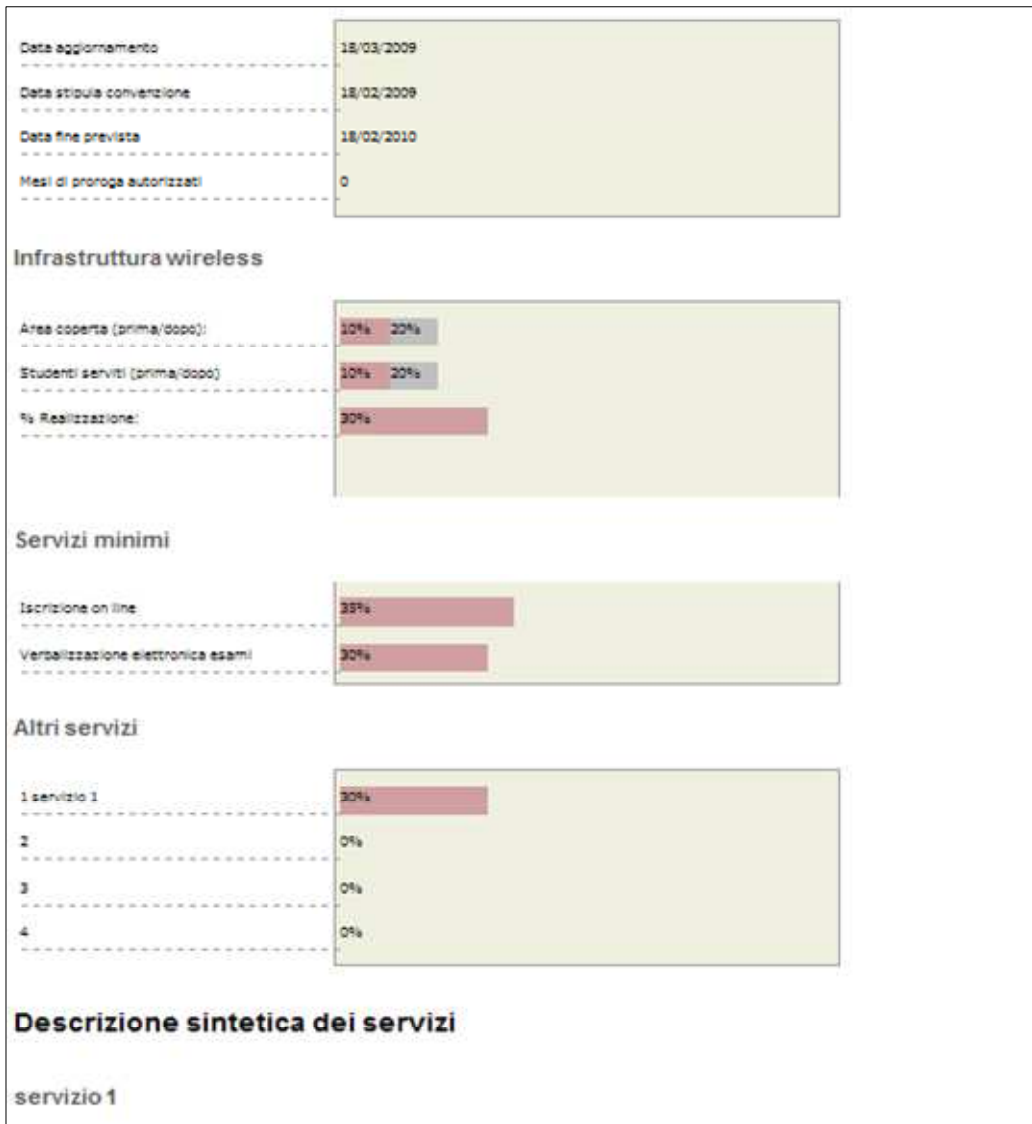 Data aggiornamento 18/03/2009
Data stipula convenzione 18/02/2009
Data fine prevista 18/02/2010
Mesi di proroga autorizzati 0
Infrastruttura wireless
Area coperta (prima/dopo): 10% 20%
Studenti serviti (prima/dopo) 10% 20%
% Realizzazione: 30%
Servizi minimi
Iscrizione on line 35%
Verbalizzazione elettronica esami 30%
Altri servizi
1 servizio 1 30%
2 0%
3 0%
4 0%
Descrizione sintetica dei servizi
servizio 1